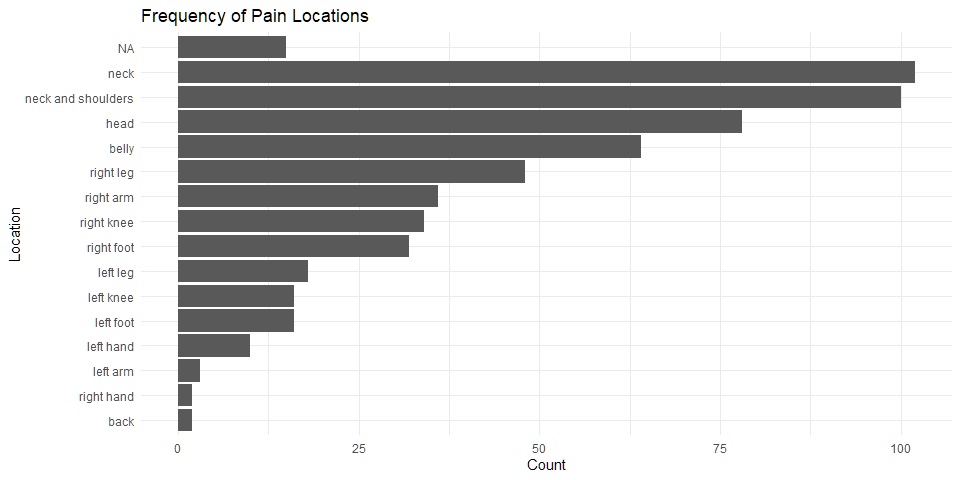 Frequency of Pain Locations
NA
neck
neck and shoulders
head
belly
right leg
right arm
right knee
right foot
left leg
left knee
left foot
left hand
left arm
right hand
back
Location
0 25 50 75 100
Count